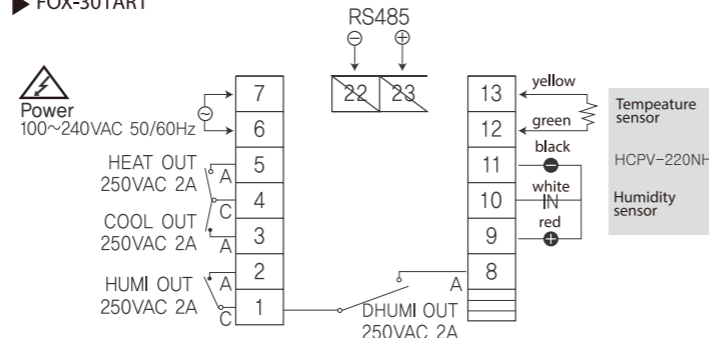 ▶ FOX-301AR1
RS485
⊖ ⊕
22 23
Power
100~240VAC 50/60Hz
7
6
HEAT OUT
250VAC 2A
A
5
C
4
COOL OUT
250VAC 2A
A
3
HUMI OUT
250VAC 2A
A
2
C
1
DHUMI OUT
250VAC 2A
A
13
yellow
12
green
11
black
10
white
IN
9
red
8
Tempeature
sensor
HCPV-220NH
Humidity
sensor